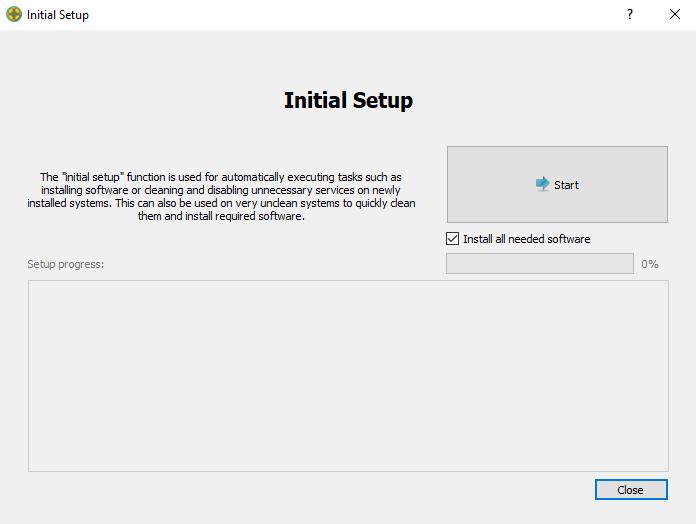 Initial Setup
?
Initial Setup
The "initial setup" function is used for automatically executing tasks such as
installing software or cleaning and disabling unnecessary services on newly
installed systems. This can also be used on very unclean systems to quickly clean
them and install required software.
Start
Install all needed software
Setup progress:
0%
Close